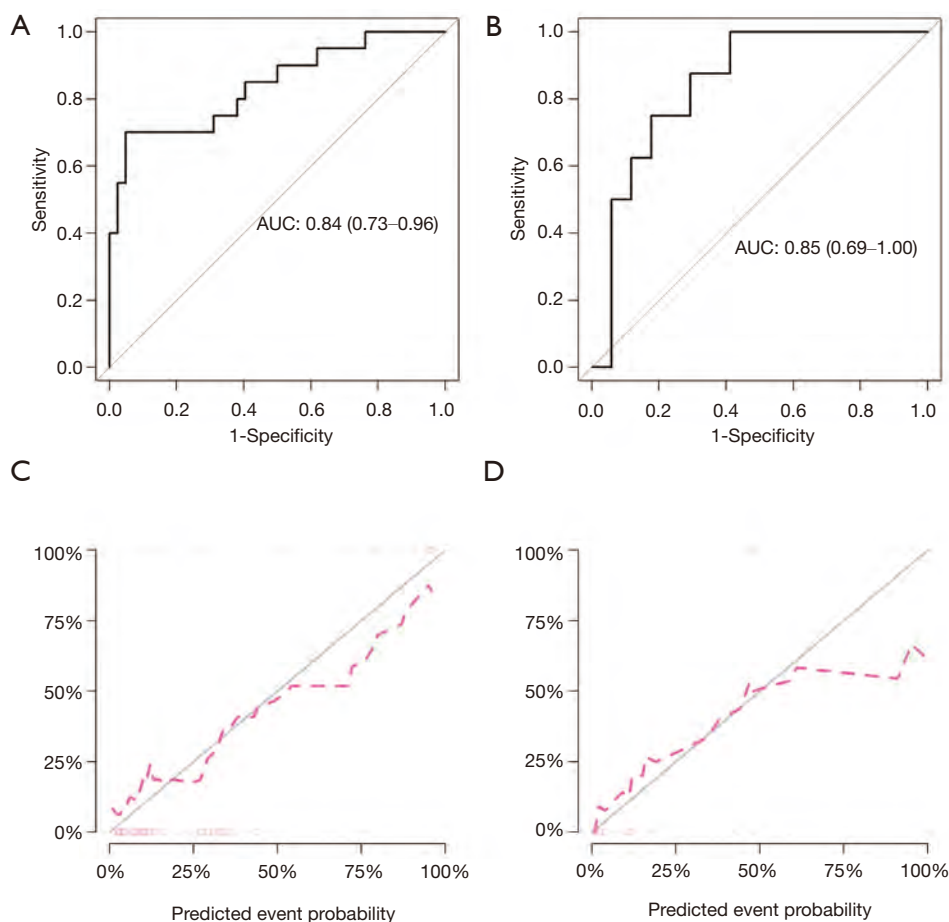 A
1.0
0.8
0.6
0.4
0.2
0.0
Sensitivity
AUC: 0.84 (0.73–0.96)
0.0 0.2 0.4 0.6 0.8 1.0
1-Specificity
B
1.0
0.8
0.6
0.4
0.2
0.0
Sensitivity
AUC: 0.85 (0.69–1.00)
0.0 0.2 0.4 0.6 0.8 1.0
1-Specificity
C
100%
75%
50%
25%
0%
0% 25% 50% 75% 100%
Predicted event probability
D
100%
75%
50%
25%
0%
0% 25% 50% 75% 100%
Predicted event probability